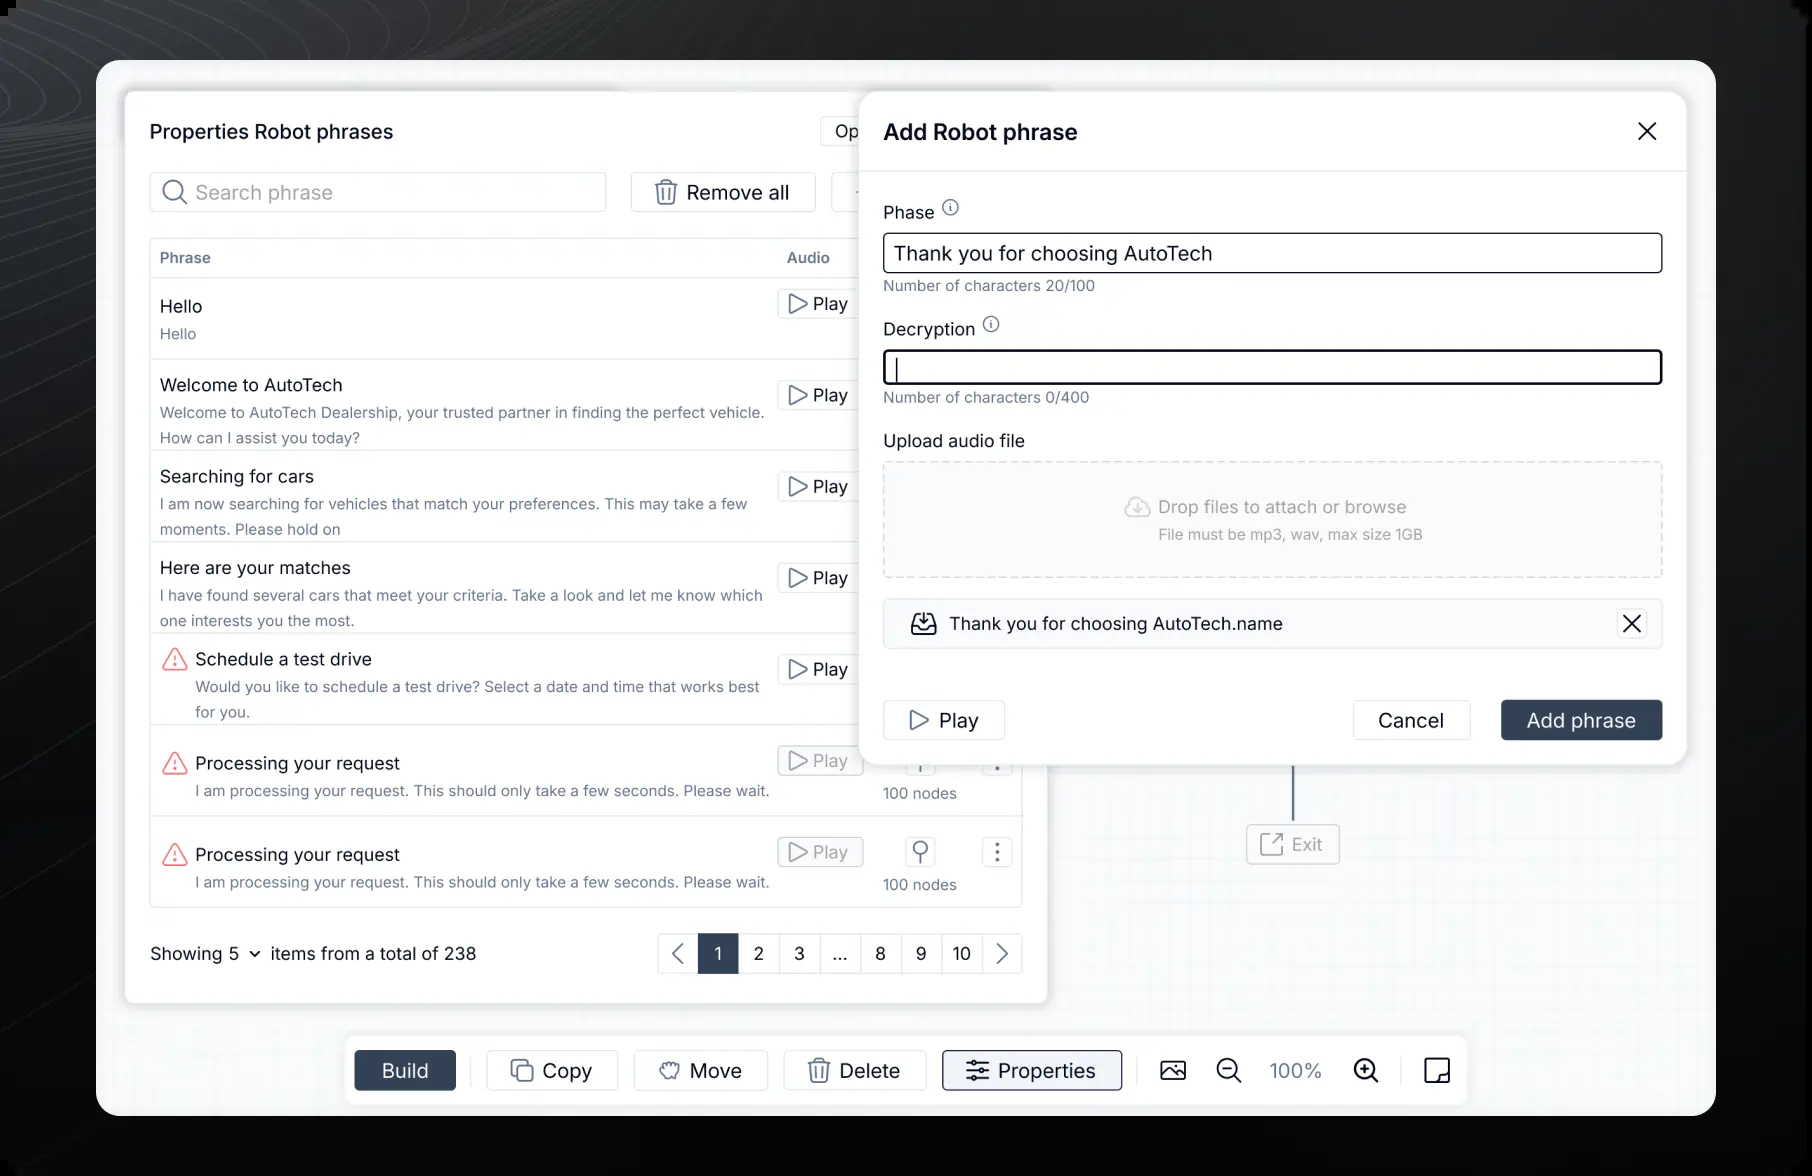 Properties Robot phrases
Op
Search phrase
Remove all
Phrase
Audio
Hello
Hello
Play
Welcome to AutoTech
Welcome to AutoTech Dealership, your trusted partner in finding the perfect vehicle.
How can I assist you today?
Play
Searching for cars
I am now searching for vehicles that match your preferences. This may take a few
moments. Please hold on
Play
Here are your matches
I have found several cars that meet your criteria. Take a look and let me know which
one interests you the most.
Play
Schedule a test drive
Would you like to schedule a test drive? Select a date and time that works best
for you.
Play
Processing your request
I am processing your request. This should only take a few seconds. Please wait.
Play
100 nodes
Processing your request
I am processing your request. This should only take a few seconds. Please wait.
Play
100 nodes
Showing 5 items from a total of 238
1 2 3 ... 8 9 10
Add Robot phrase
Phase
Thank you for choosing AutoTech
Number of characters 20/100
Decryption
Number of characters 0/400
Upload audio file
Drop files to attach or browse
File must be mp3, wav, max size 1GB
Thank you for choosing AutoTech.name
Play
Cancel
Add phrase
Exit
Build
Copy
Move
Delete
Properties
100%